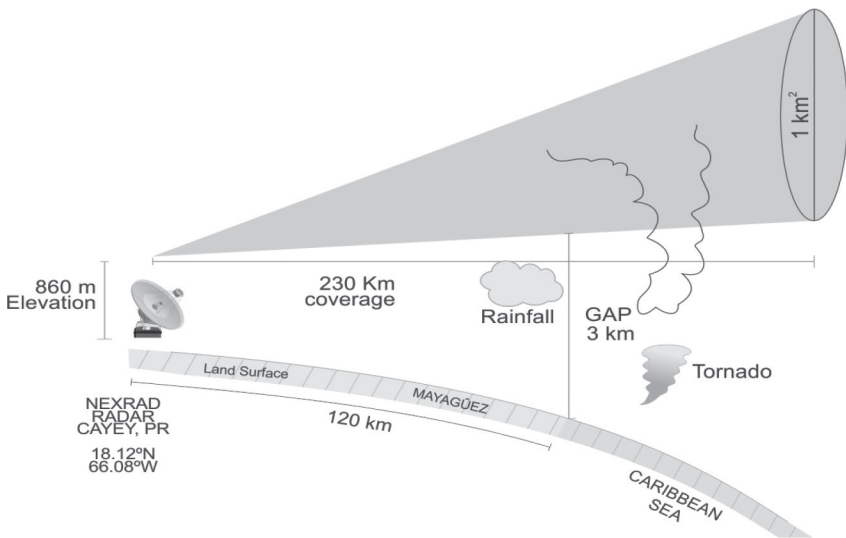 1 km²
860 m
Elevation
230 Km
coverage
Rainfall
GAP
3 km
Tornado
Land Surface
MAYAGÜEZ
120 km
NEXRAD
RADAR
CAYEY, PR
18.12ºN
66.08ºW
CARIBBEAN
SEA